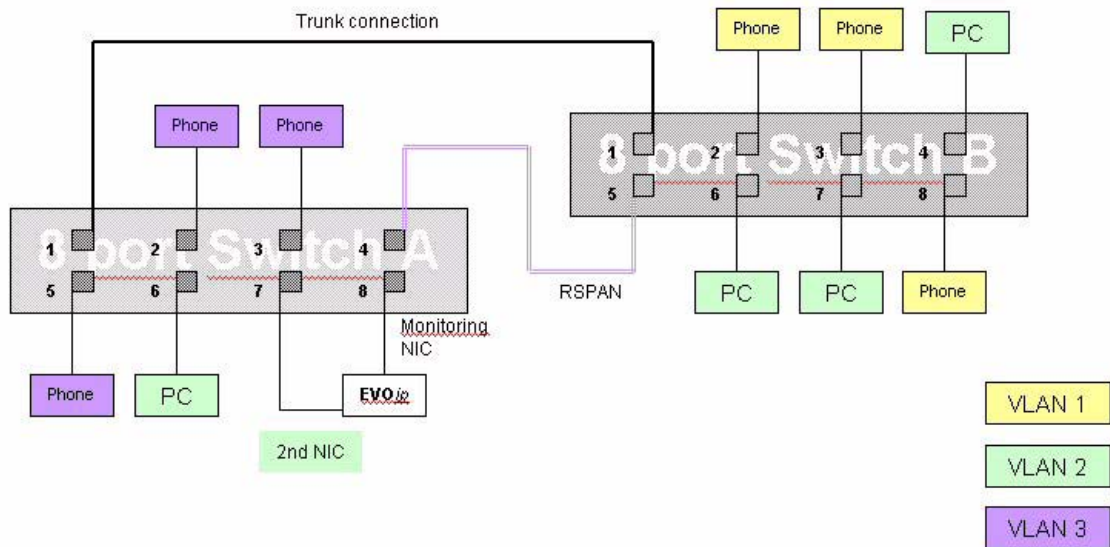 Trunk connection
Phone
Phone
PC
8 port Switch B
1
2
3
4
5
6
7
8
Phone
Phone
8 port Switch A
1
2
3
4
5
6
7
8
RSPAN
PC
PC
Phone
Monitoring
NIC
Phone
PC
EVOip
2nd NIC
VLAN 1
VLAN 2
VLAN 3